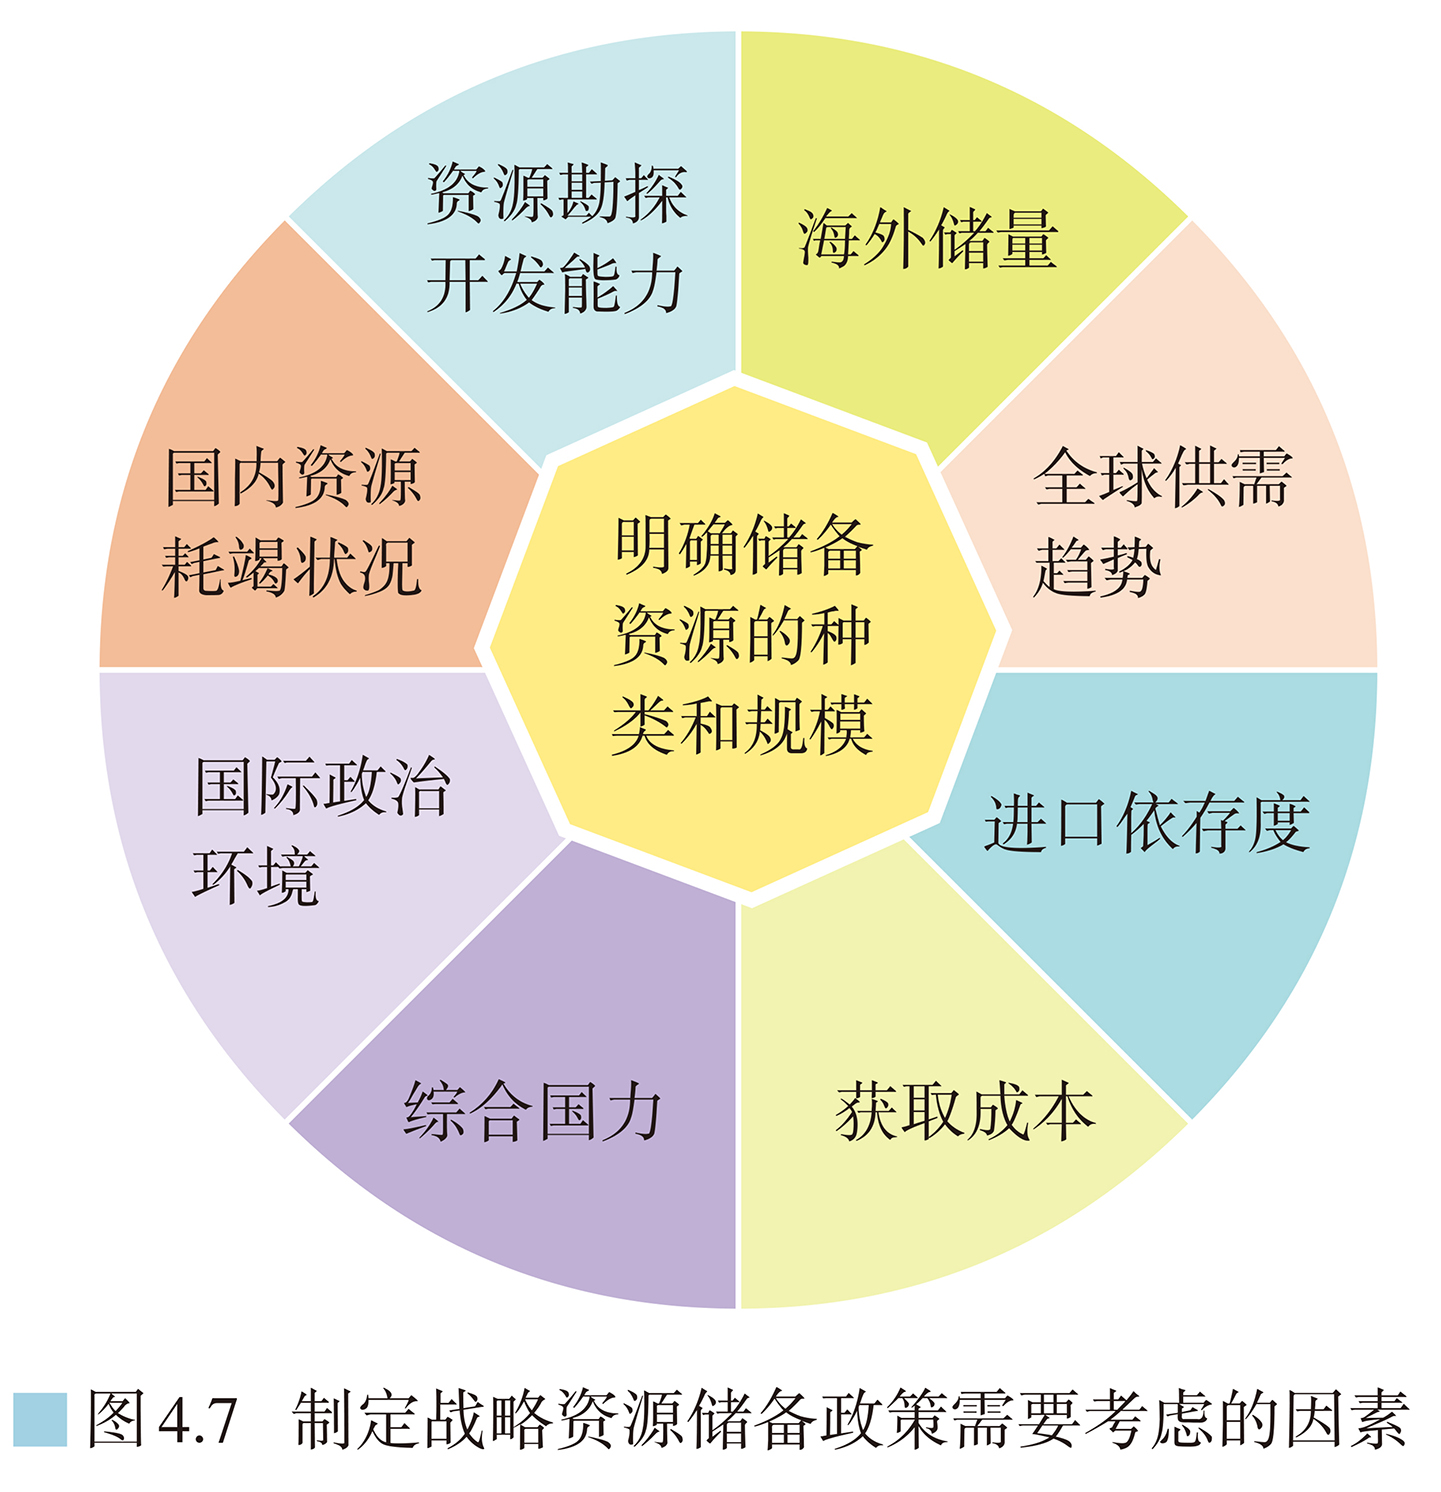 资源勘探
开发能力
海外储量
全球供需
趋势
进口依存度
获取成本
综合国力
国际政治
环境
国内资源
耗竭状况
明确储备
资源的种
类和规模
图4.7 制定战略资源储备政策需要考虑的因素